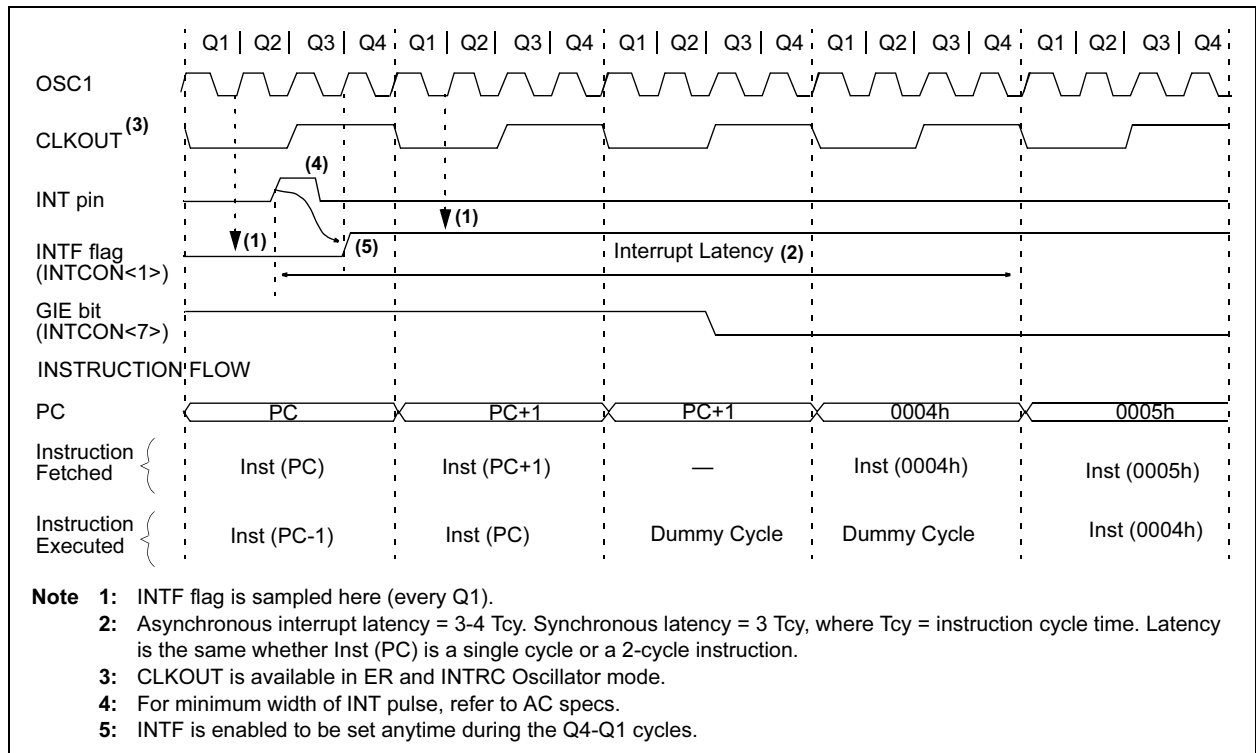 Q1 | Q2 | Q3 | Q4 Q1 | Q2 | Q3 | Q4 Q1 | Q2 | Q3 | Q4 Q1 | Q2 | Q3 | Q4 Q1 | Q2 | Q3 | Q4
OSC1
CLKOUT (3)
(4)
INT pin
(1) (1)
INTF flag
(INTCON<1>)
(5)
Interrupt Latency (2)
GIE bit
(INTCON<7>)
INSTRUCTION FLOW
PC PC PC+1 PC+1 0004h 0005h
Instruction
Fetched
Inst (PC) Inst (PC+1) — Inst (0004h) Inst (0005h)
Instruction
Executed
Inst (PC-1) Inst (PC) Dummy Cycle Dummy Cycle Inst (0004h)
Note 1: INTF flag is sampled here (every Q1).
2: Asynchronous interrupt latency = 3-4 Tcy. Synchronous latency = 3 Tcy, where Tcy = instruction cycle time. Latency
is the same whether Inst (PC) is a single cycle or a 2-cycle instruction.
3: CLKOUT is available in ER and INTRC Oscillator mode.
4: For minimum width of INT pulse, refer to AC specs.
5: INTF is enabled to be set anytime during the Q4-Q1 cycles.